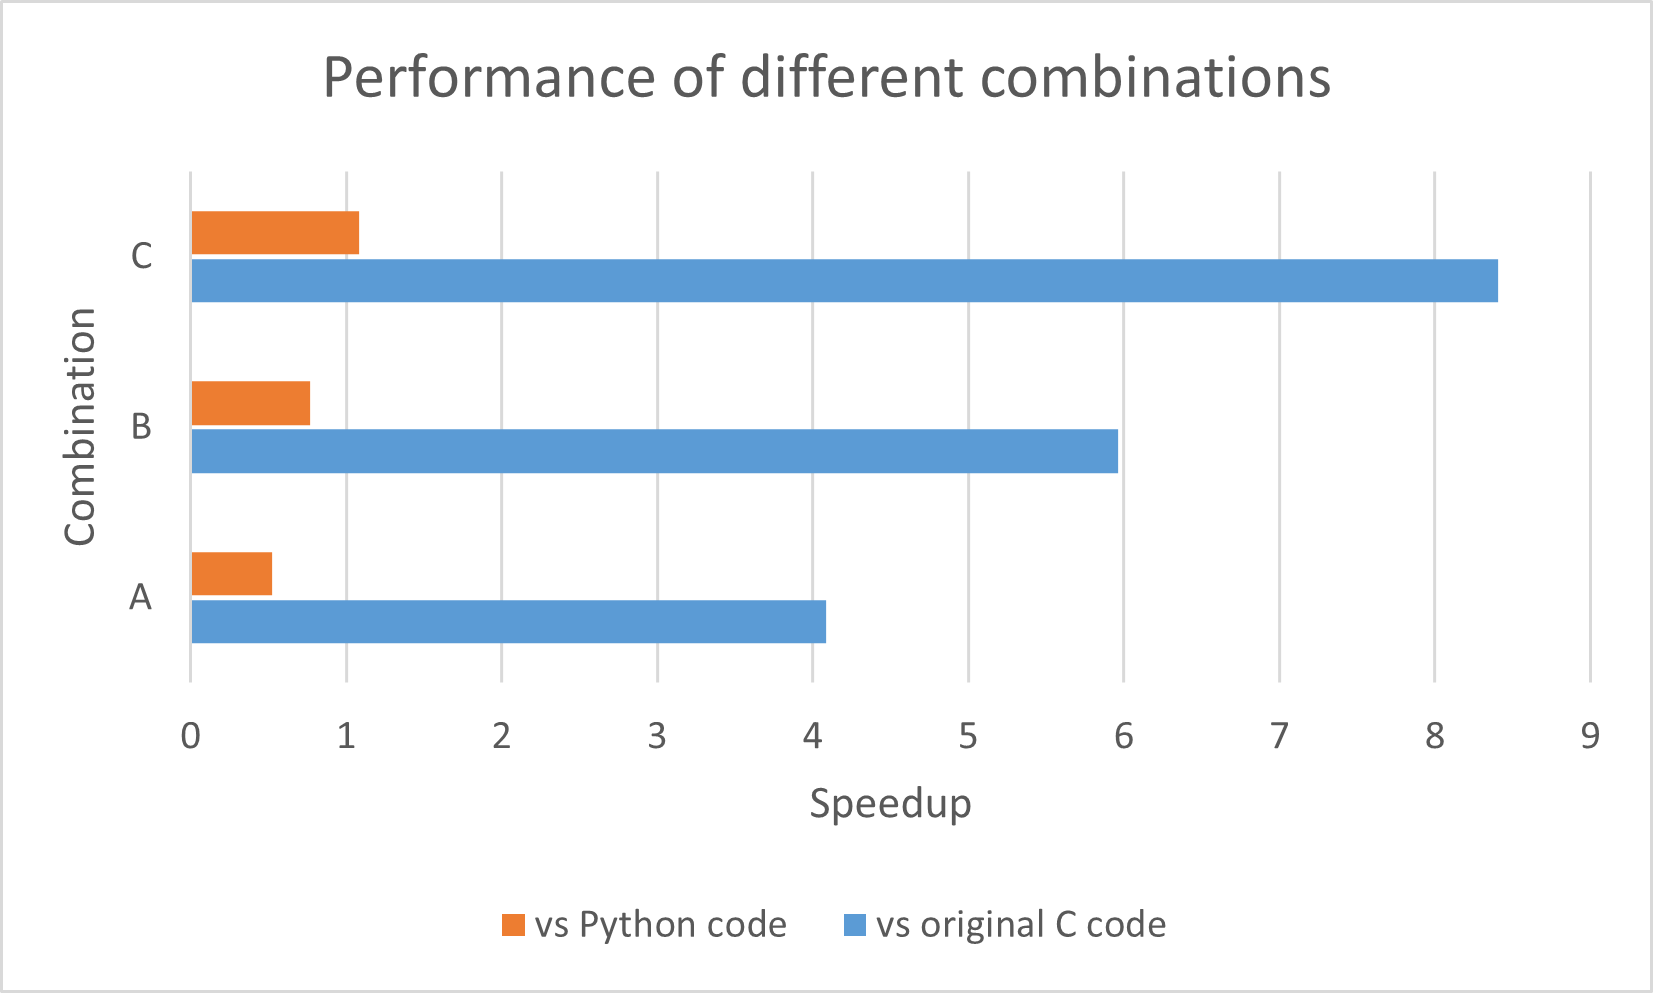 Performance of different combinations
Combination
C
B
A
0 1 2 3 4 5 6 7 8 9
Speedup
vs Python code vs original C code